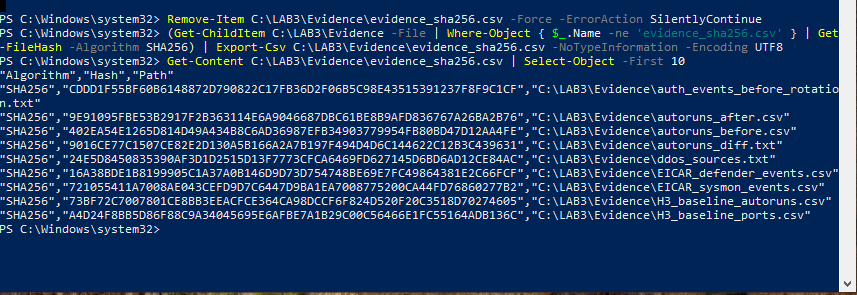 PS C:\Windows\system32> Remove-Item C:\LAB3\Evidence\evidence_sha256.csv -Force -ErrorAction SilentlyContinue
PS C:\Windows\system32> (Get-ChildItem C:\LAB3\Evidence -File | Where-Object { $_.Name -ne 'evidence_sha256.csv' } | Get
-FileHash -Algorithm SHA256) | Export-Csv C:\LAB3\Evidence\evidence_sha256.csv -NoTypeInformation -Encoding UTF8
PS C:\Windows\system32> Get-Content C:\LAB3\Evidence\evidence_sha256.csv | Select-Object -First 10
"Algorithm","Hash","Path"
"SHA256","CDDD1F55BF60B6148872D790822C17FB36D2F06B5C98E43515391237F8F9C1CF","C:\LAB3\Evidence\auth_events_before_rotatio
n.txt"
"SHA256","9E91095FBE53B2917F2B363114E6A9046687DBC61BE8B9AFD836767A26BA2B76","C:\LAB3\Evidence\autoruns_after.csv"
"SHA256","402EA54E1265D814D49A434B8C6AD36987EFB34903779954FB80BD47D12AA4FE","C:\LAB3\Evidence\autoruns_before.csv"
"SHA256","9016CE77C1507CE82E2D130A5B166A2A7B197F494D4D6C144622C12B3C439631","C:\LAB3\Evidence\autoruns_diff.txt"
"SHA256","24E5D8450835390AF3D1D2515D13F7773CFCA6469FD627145D6BD6AD12CE84AC","C:\LAB3\Evidence\ddos_sources.txt"
"SHA256","16A38BDE1B8199905C1A37A0B146D9D73D754748BE69E7FC49864381E2C66FCF","C:\LAB3\Evidence\EICAR_defender_events.csv"
"SHA256","721055411A7008AE043CEFD9D7C6447D9BA1EA7008775200CA44FD76860277B2","C:\LAB3\Evidence\EICAR_sysmon_events.csv"
"SHA256","73BF72C7007801CE8BB3EEACFCE364CA98DCCF6F824D520F20C3518D70274605","C:\LAB3\Evidence\H3_baseline_autoruns.csv"
"SHA256","A4D24F8BB5D86F88C9A34045695E6AFBE7A1B29C00C56466E1FC55164ADB136C","C:\LAB3\Evidence\H3_baseline_ports.csv"
PS C:\Windows\system32>